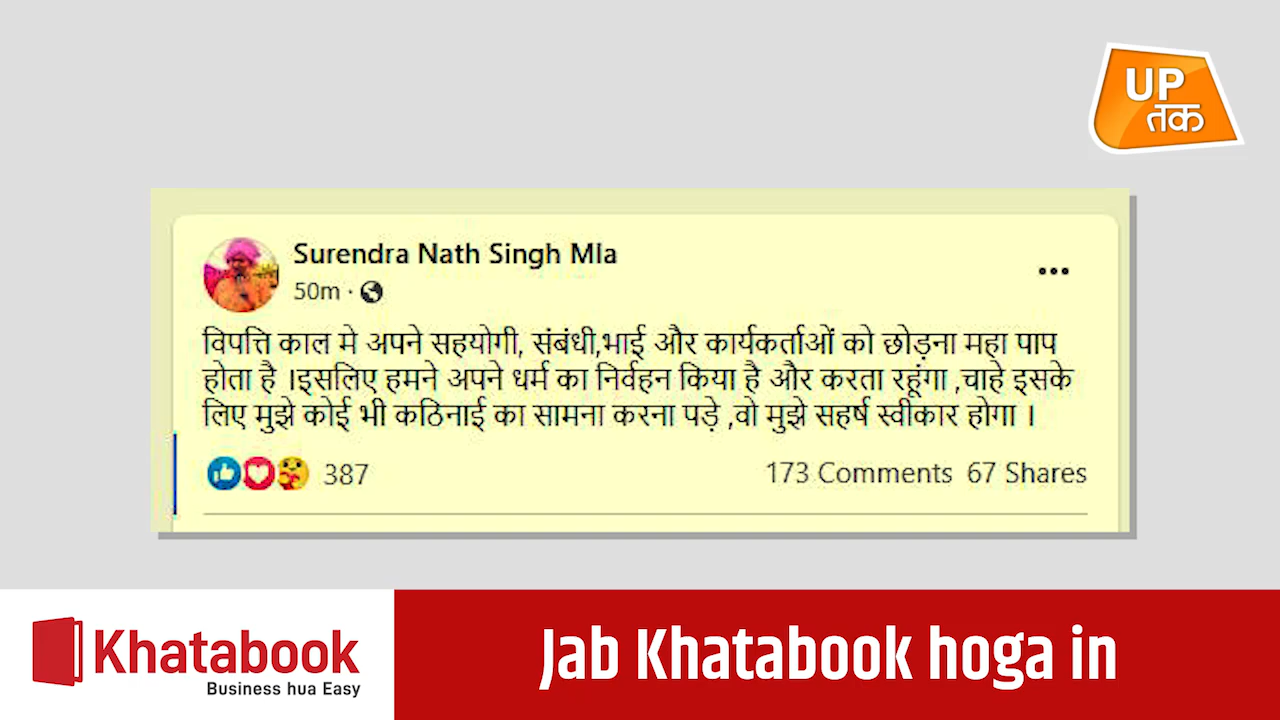 UP
तक
Surendra Nath Singh Mla
50m ·
विपत्ति काल मे अपने सहयोगी, संबंधी,भाई और कार्यकर्ताओं को छोड़ना महा पाप
होता है ।इसलिए हमने अपने धर्म का निर्वहन किया है और करता रहूंगा ,चाहे इसके
लिए मुझे कोई भी कठिनाई का सामना करना पड़े ,वो मुझे सहर्ष स्वीकार होगा ।
387 173 Comments 67 Shares
Khatabook
Business hua Easy
Jab Khatabook hoga in